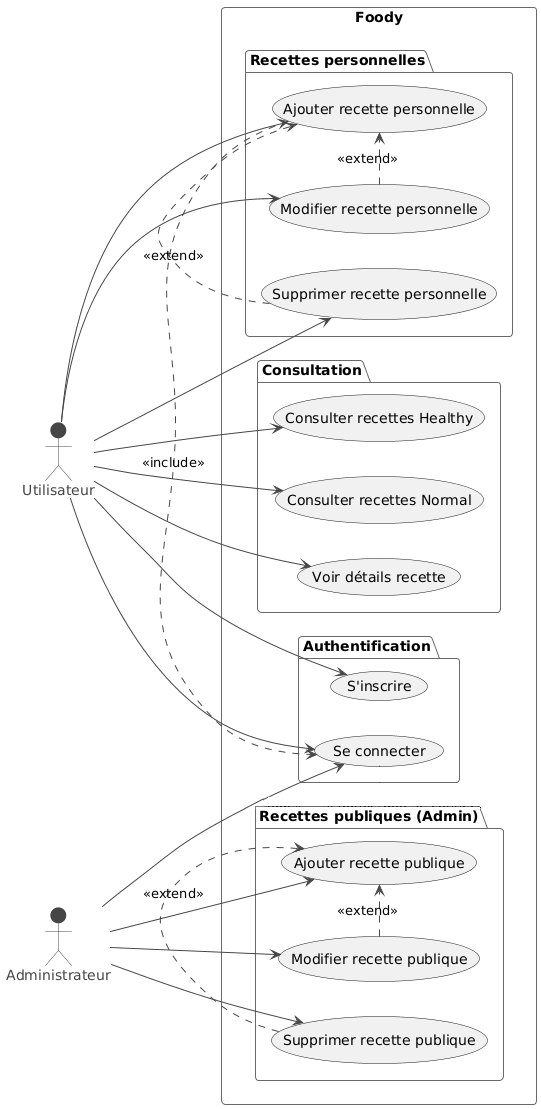 Foody
Recettes personnelles
Ajouter recette personnelle
«extend»
Modifier recette personnelle
«extend»
Supprimer recette personnelle
Consultation
Consulter recettes Healthy
«include»
Utilisateur
Consulter recettes Normal
Voir détails recette
Authentification
S'inscrire
Se connecter
Recettes publiques (Admin)
Ajouter recette publique
«extend»
«extend»
Administrateur
Modifier recette publique
Supprimer recette publique